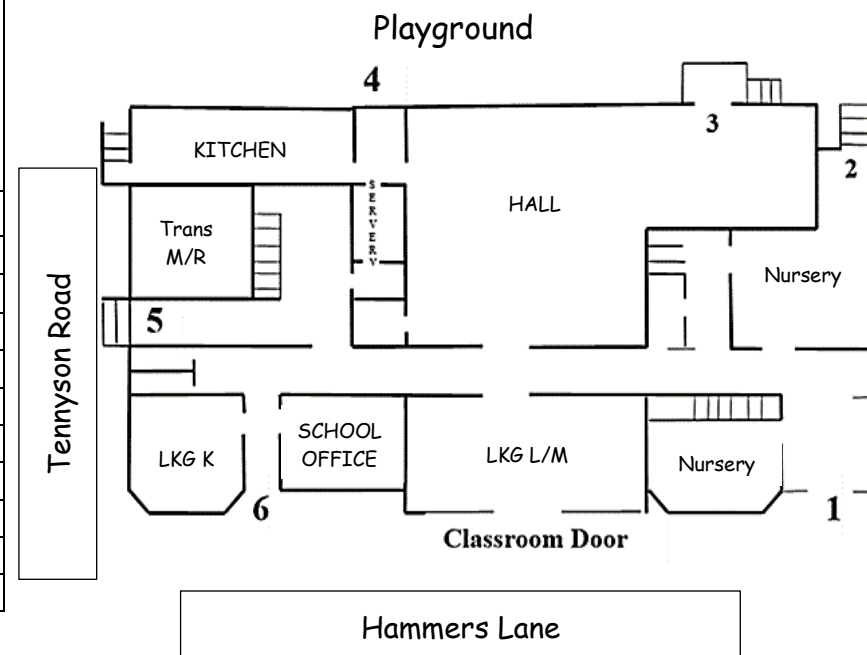 Playground
4
3
2
KITCHEN
SERVERY
HALL
Trans
M/R
Nursery
Tennyson Road
5
SCHOOL
OFFICE
LKG K
LKG L/M
Nursery
6
1
Classroom Door
Hammers Lane